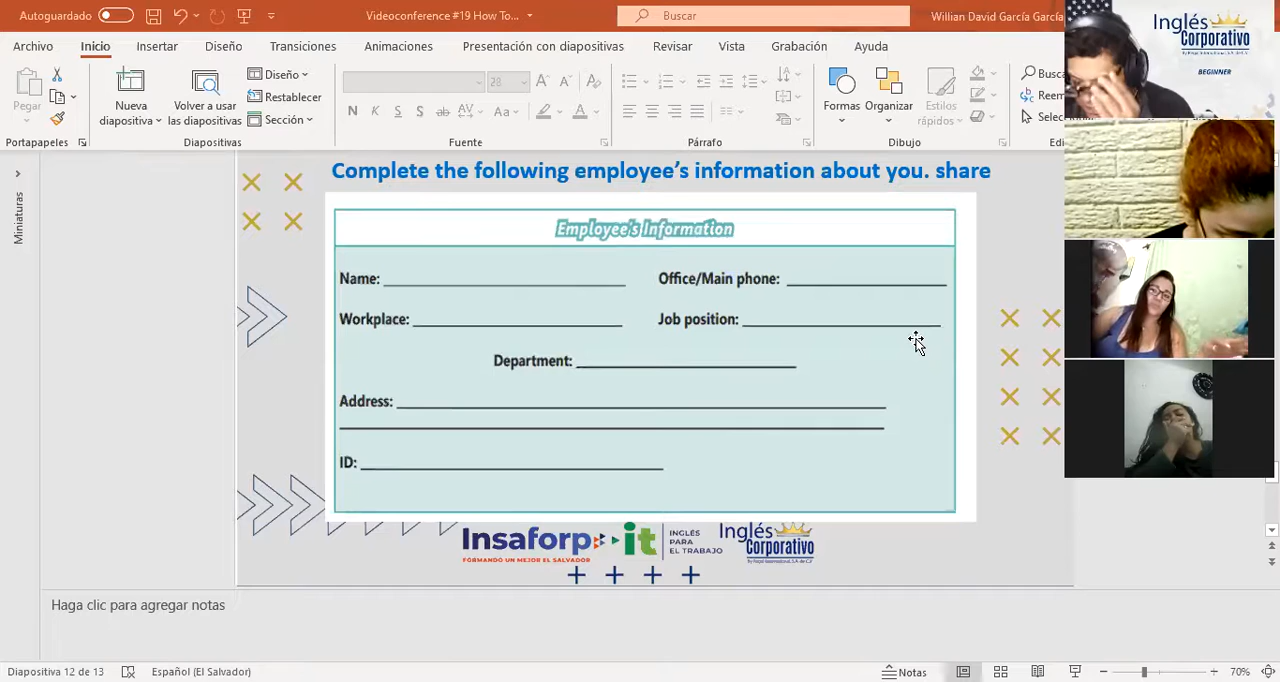 Autoguardado
Videoconference #19 How To...
Buscar
Willian David García García
Archivo
Inicio
Insertar
Diseño
Transiciones
Animaciones
Presentación con diapositivas
Revisar
Vista
Grabación
Ayuda
Pegar
Nueva diapositiva
Volver a usar las diapositivas
Diseño
Restablecer
Sección
28
N K S S ab AV Aa
Formas
Organizar
Estilos rápidos
Portapapeles
Diapositivas
Fuente
Párrafo
Dibujo
Inglés
Corporativo
BEGINNER
Miniaturas
Complete the following employee's information about you. share
Employee's Information
Name:
Office/Main phone:
Workplace:
Job position:
Department:
Address:
ID:
Insaforp
FORMANDO UN MEJOR EL SALVADOR
it
INGLÉS
PARA
EL TRABAJO
Inglés
Corporativo
Haga clic para agregar notas
Diapositiva 12 de 13
Español (El Salvador)
Notas
70%